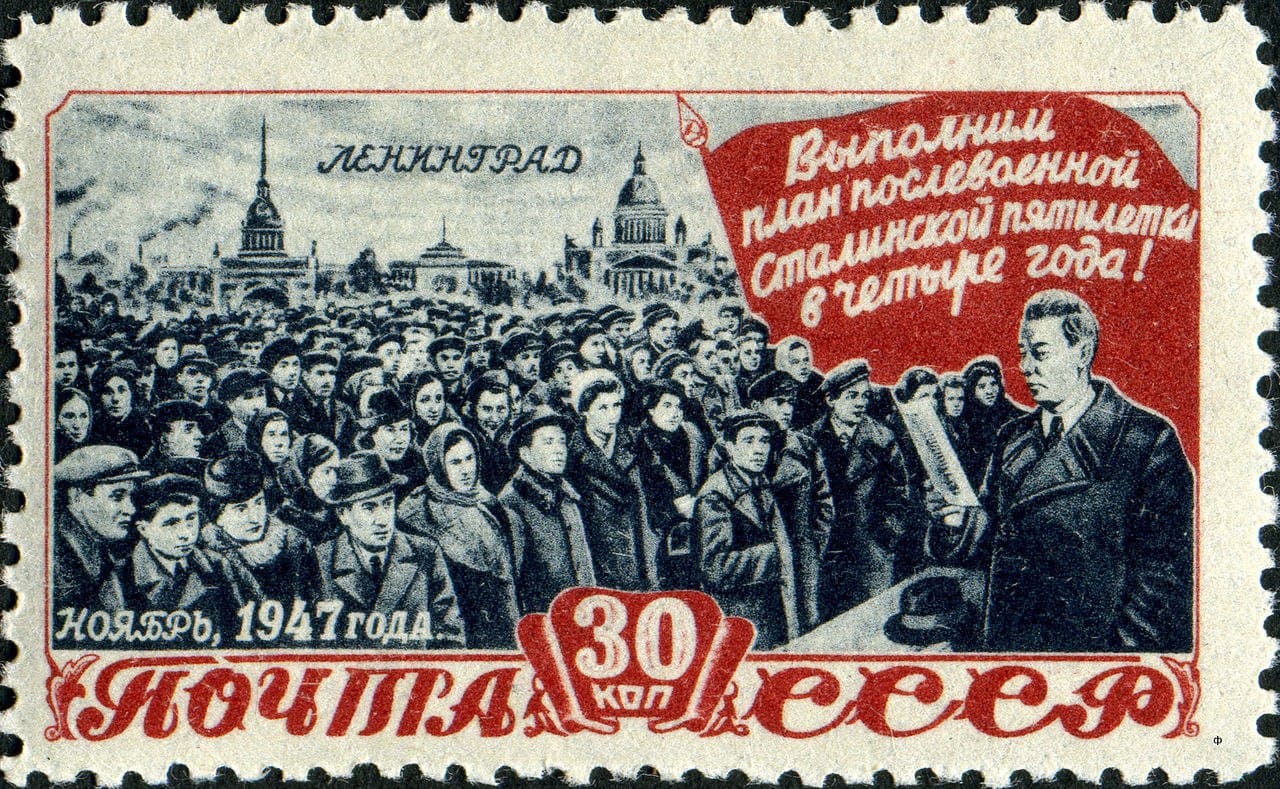 ЛЕНИНГРАД
Выполним
план послевоенной
Сталинской пятилетки
в четыре года!
НОЯБРЬ, 1947 ГОДА.
30
КОП
ПОЧТА СССР
ф